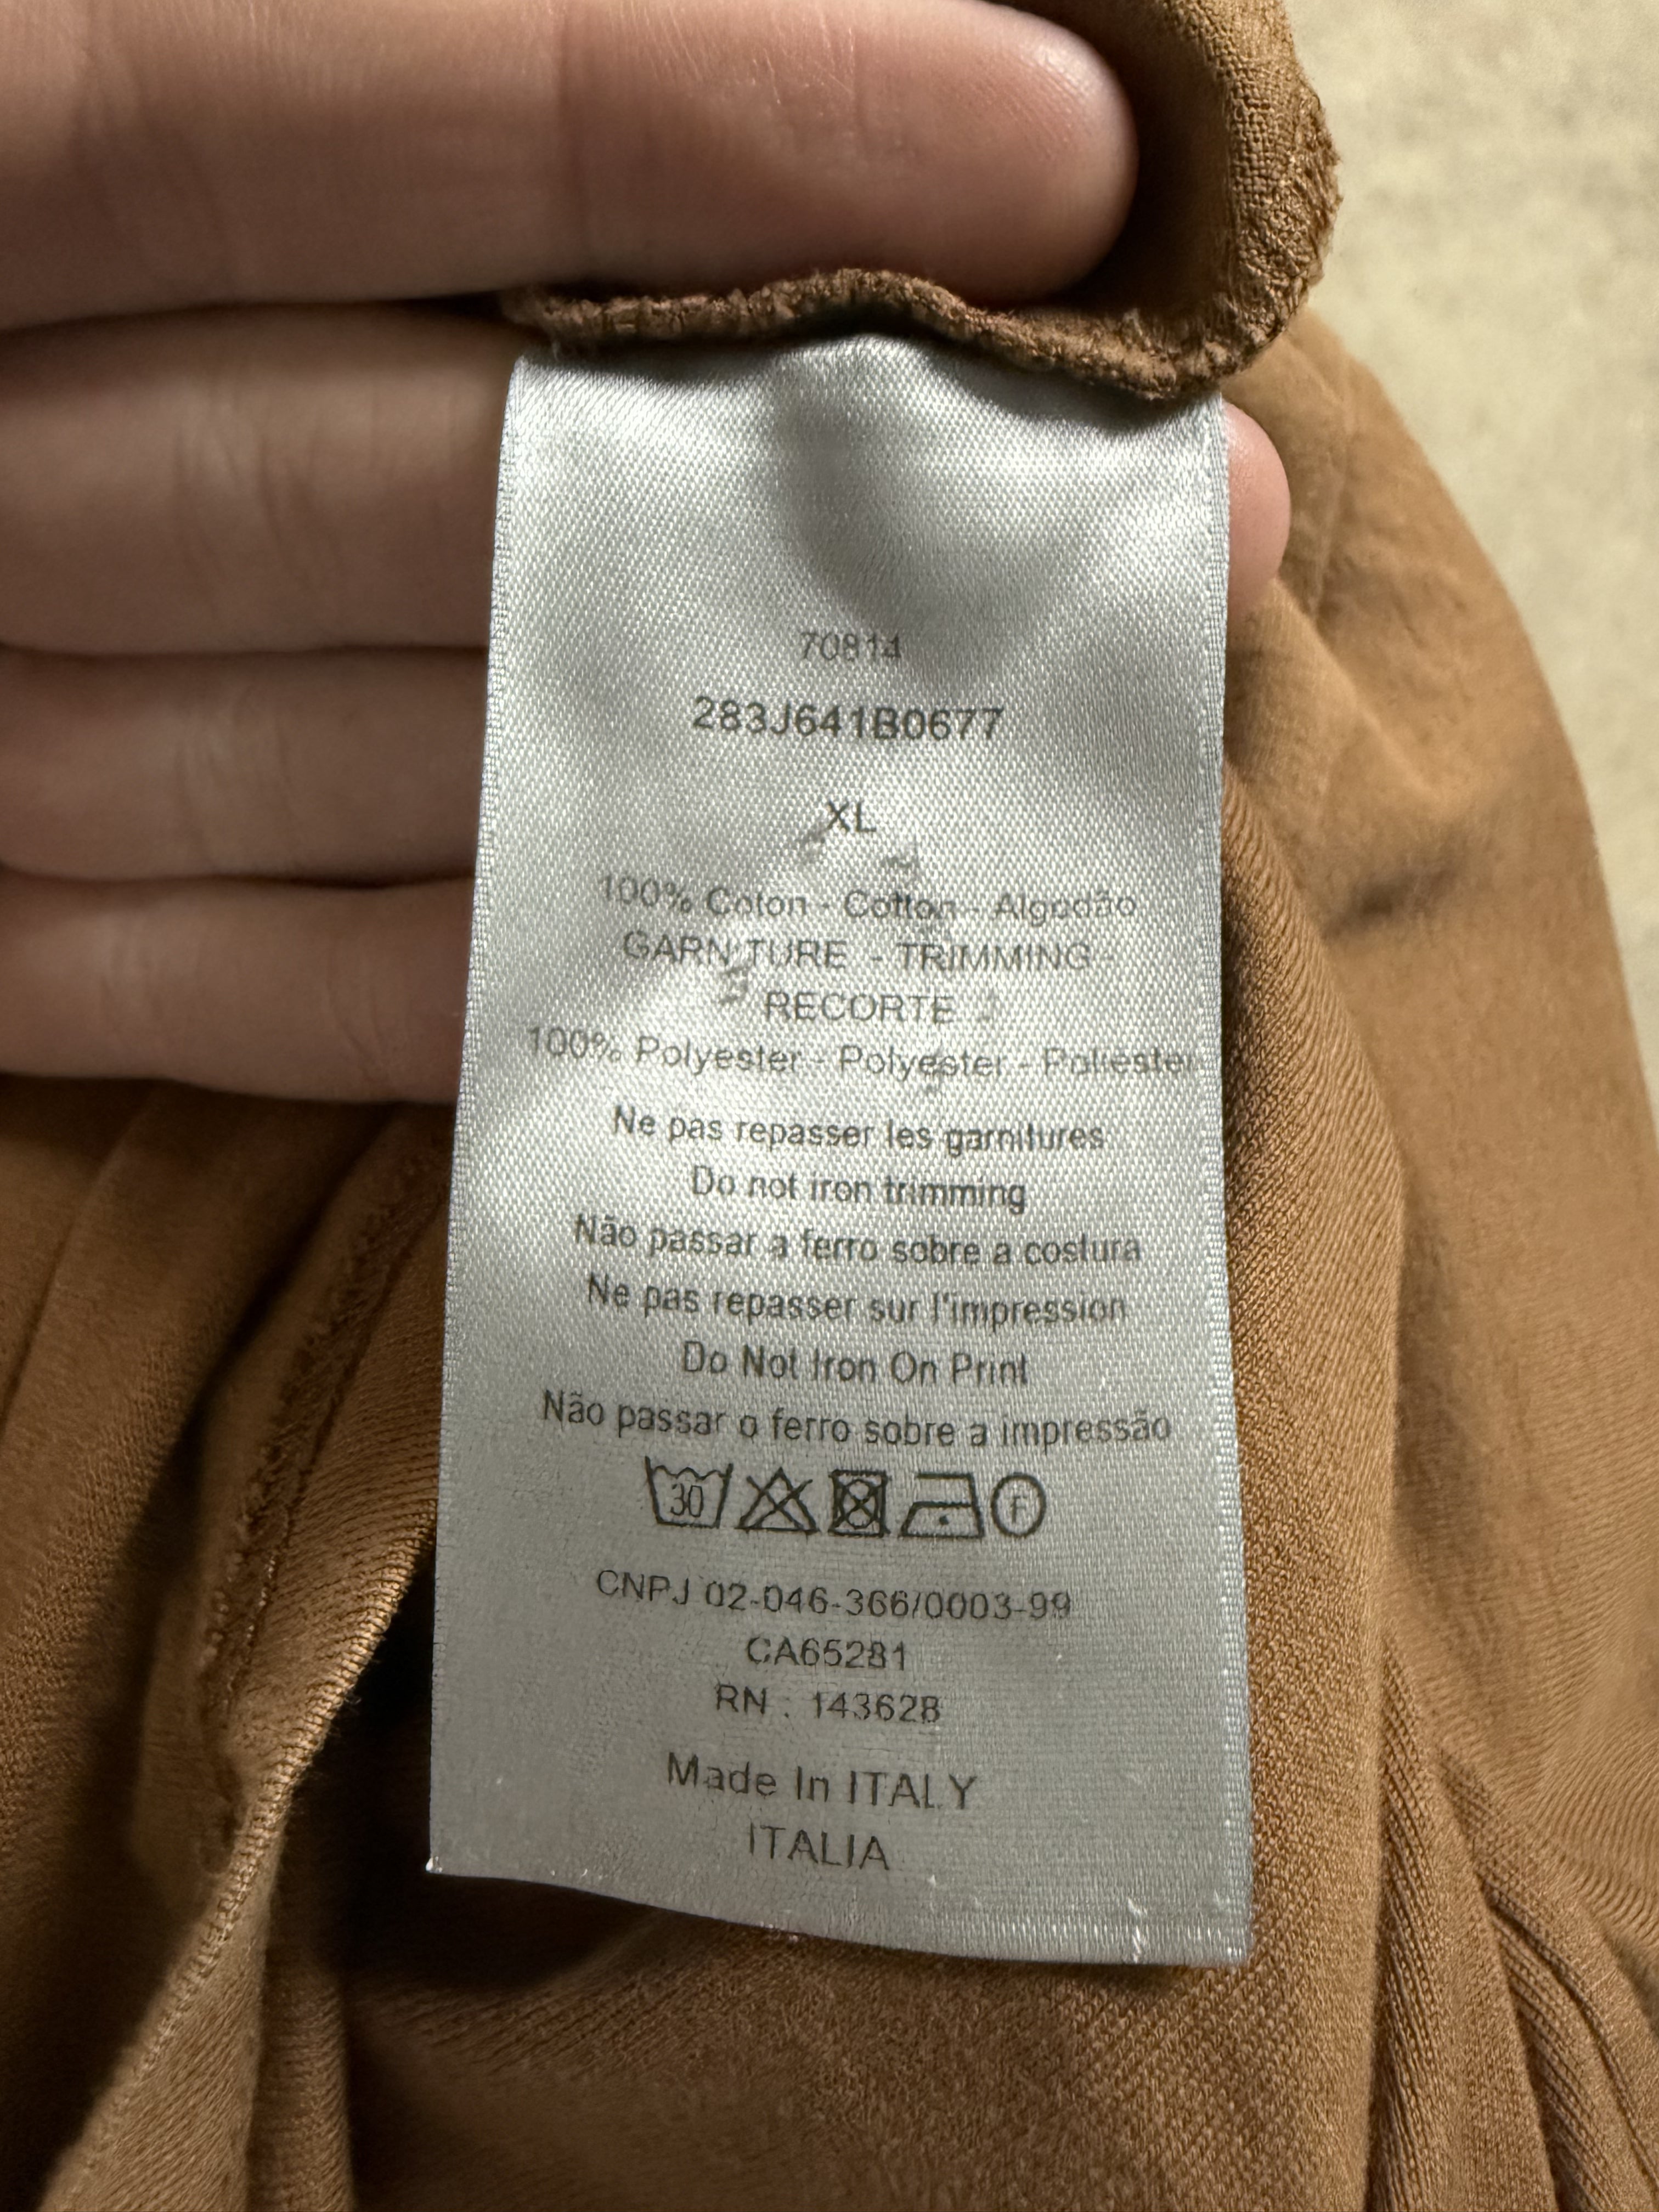 70814
283J641B0677
XL
100% Coton - Cotton - Algodão
GARNITURE - TRIMMING -
RECORTE
100% Polyester - Polyester - Poliester
Ne pas repasser les garnitures
Do not iron trimming
Não passar a ferro sobre a costura
Ne pas repasser sur l'impression
Do Not Iron On Print
Não passar o ferro sobre a impressão
30 F
CNPJ 02-046-366/0003-99
CA65281
RN : 143628
Made In ITALY
ITALIA